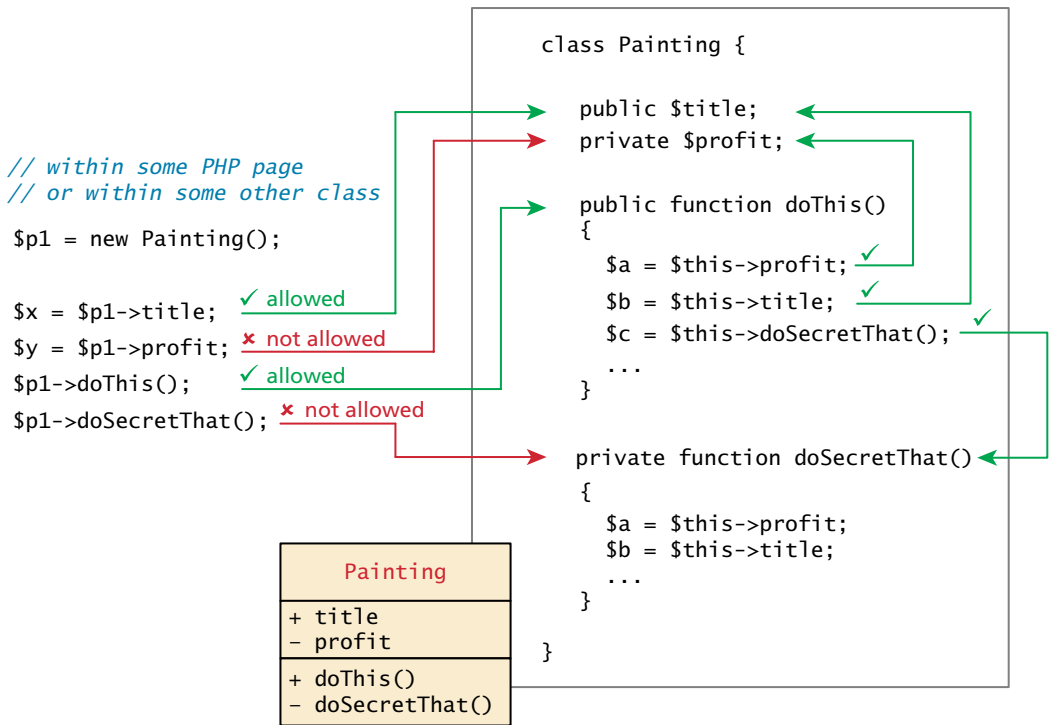 class Painting {
public $title;
private $profit;
// within some PHP page
// or within some other class
$p1 = new Painting();
$x = $p1->title;
✓ allowed
$y = $p1->profit;
✘ not allowed
$p1->doThis();
✓ allowed
$p1->doSecretThat();
✘ not allowed
public function doThis()
{
$a = $this->profit; ✓
$b = $this->title; ✓
$c = $this->doSecretThat(); ✓
...
}
private function doSecretThat()
{
$a = $this->profit;
$b = $this->title;
...
}
}
Painting
+ title
– profit
+ doThis()
– doSecretThat()